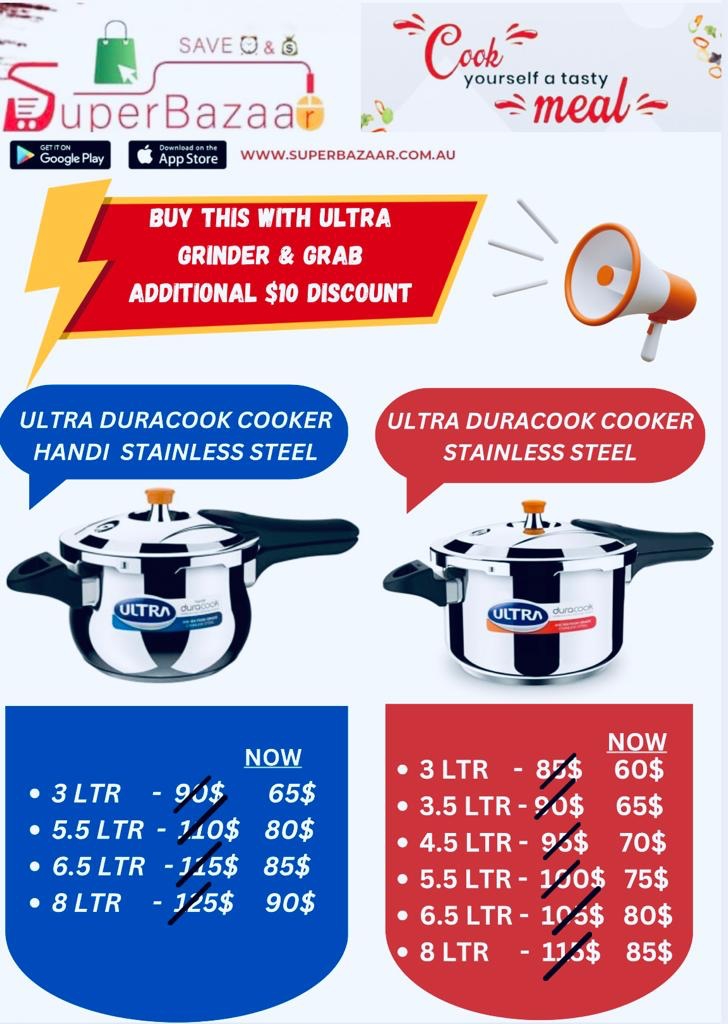 SAVE &
SuperBazaar
Cook
yourself a tasty
meal
GET IT ON
Google Play
Download on the
App Store
WWW.SUPERBAZAAR.COM.AU
BUY THIS WITH ULTRA
GRINDER & GRAB
ADDITIONAL $10 DISCOUNT
ULTRA DURACOOK COOKER
HANDI STAINLESS STEEL
ULTRA DURACOOK COOKER
STAINLESS STEEL
ULTRA
duracook
STAINLESS STEEL
ULTRA
duracook
STAINLESS STEEL
NOW
• 3 LTR - 90$ 65$
• 5.5 LTR - 110$ 80$
• 6.5 LTR - 115$ 85$
• 8 LTR - 125$ 90$
NOW
• 3 LTR - 85$ 60$
• 3.5 LTR - 90$ 65$
• 4.5 LTR - 95$ 70$
• 5.5 LTR - 100$ 75$
• 6.5 LTR - 105$ 80$
• 8 LTR - 115$ 85$